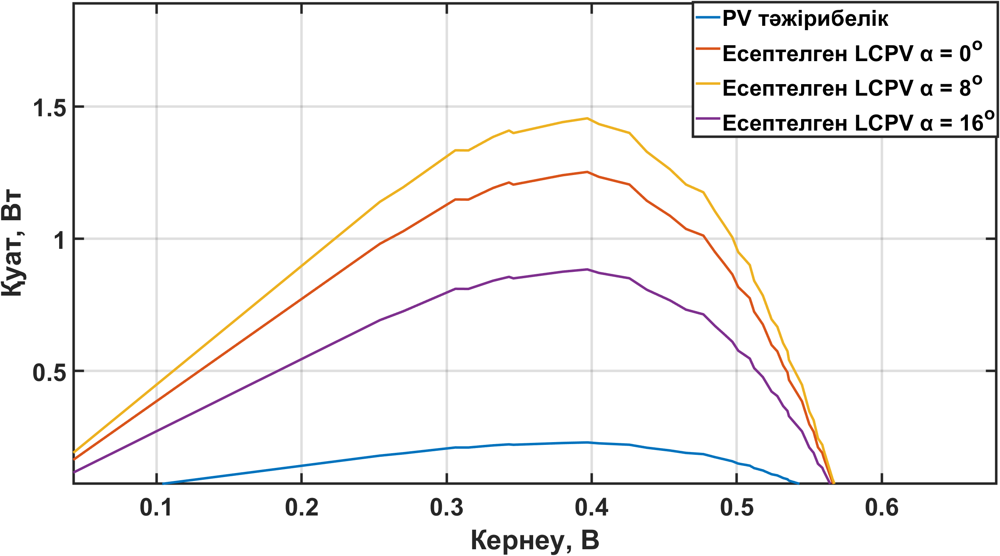 PV тәжірибелік
Есептелген LCPV α = 0°
Есептелген LCPV α = 8°
Есептелген LCPV α = 16°
1.5
1
0.5
Қуат, Вт
0.1 0.2 0.3 0.4 0.5 0.6
Кернеу, В